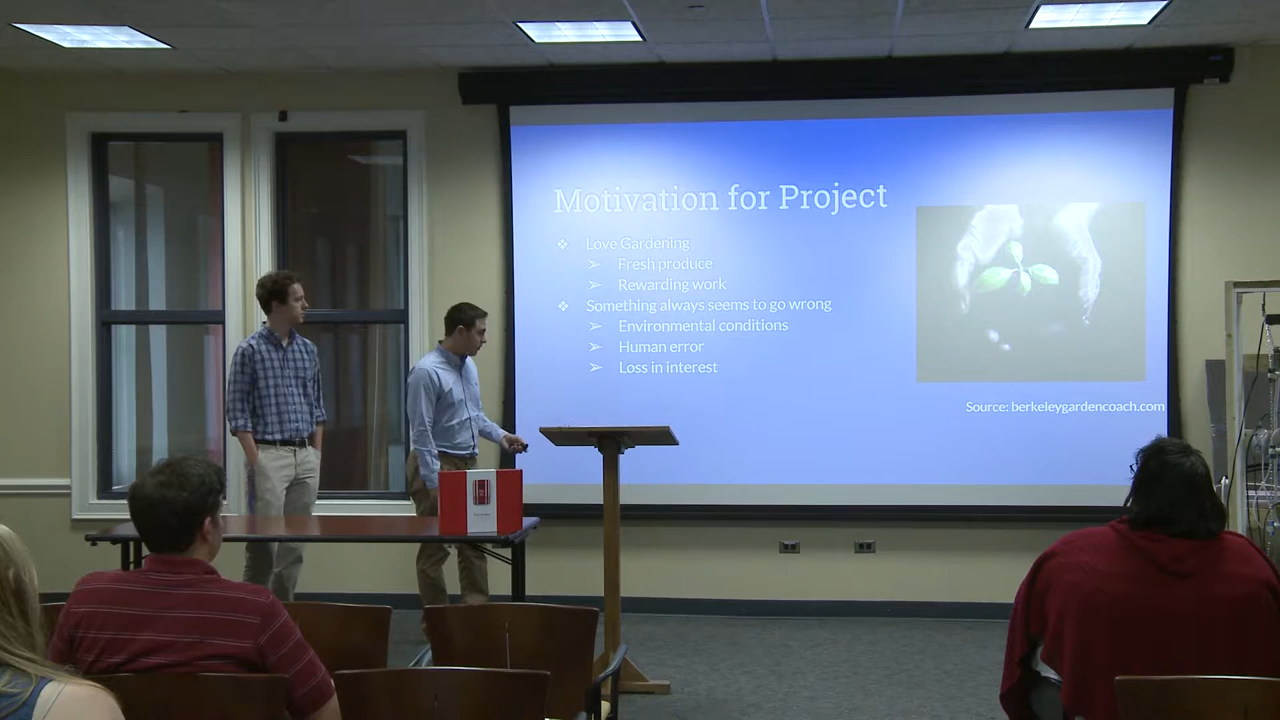 Motivation for Project
❖ Love Gardening
➢ Fresh produce
➢ Rewarding work
❖ Something always seems to go wrong
➢ Environmental conditions
➢ Human error
➢ Loss in interest
Source: berkeleygardencoach.com